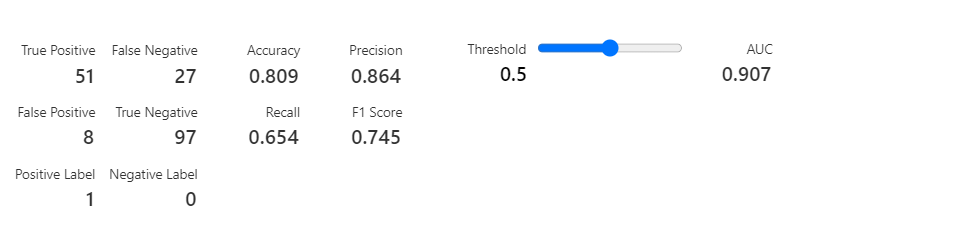 True Positive False Negative Accuracy Precision Threshold AUC
51 27 0.809 0.864 0.5 0.907
False Positive True Negative Recall F1 Score
8 97 0.654 0.745
Positive Label Negative Label
1 0